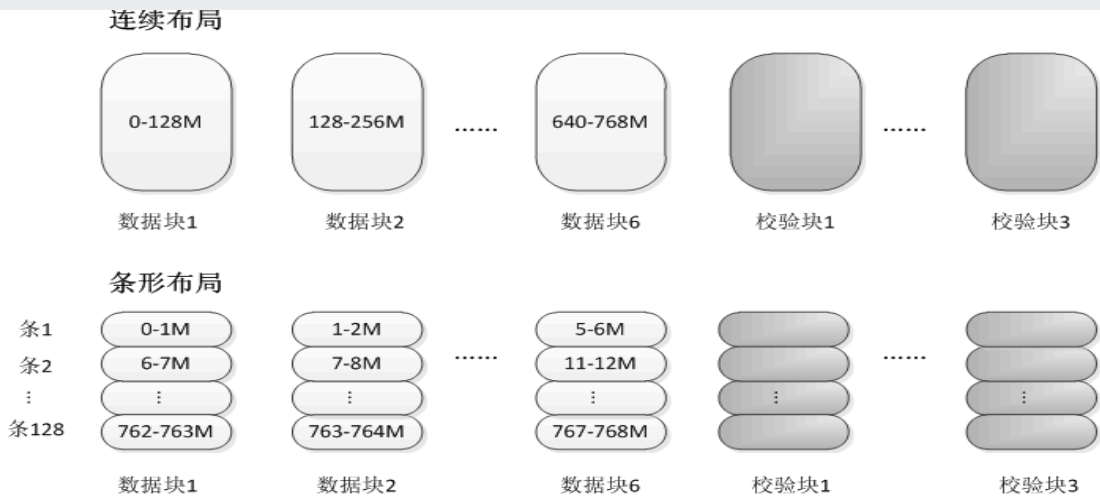 连续布局
0-128M 128-256M …… 640-768M ……
数据块1 数据块2 数据块6 校验块1 校验块3
条形布局
条1 0-1M 1-2M 5-6M
条2 6-7M 7-8M …… 11-12M ……
⋮ ⋮ ⋮ ⋮ ⋮ ⋮
条128 762-763M 763-764M 767-768M
数据块1 数据块2 数据块6 校验块1 校验块3